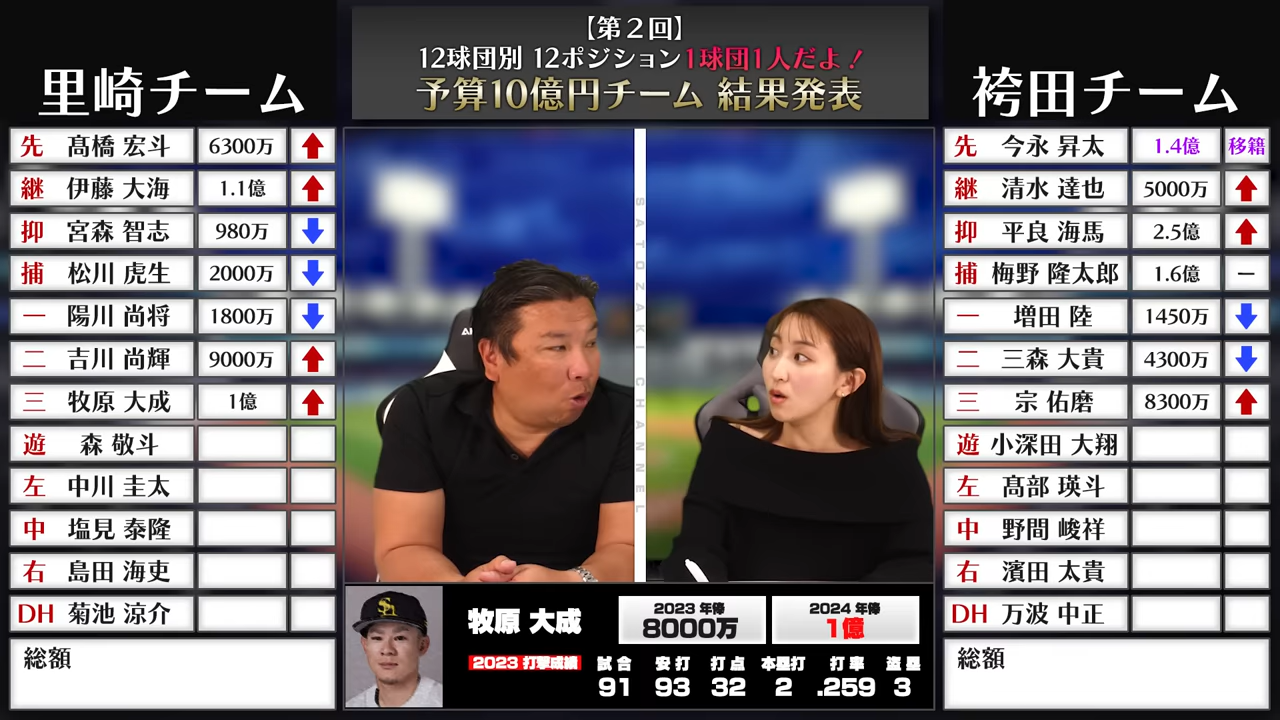 【第2回】
12球団別 12ポジション1球団1人だよ！
予算10億円チーム 結果発表
里崎チーム
先 髙橋 宏斗 6300万
継 伊藤 大海 1.1億
抑 宮森 智志 980万
捕 松川 虎生 2000万
一 陽川 尚将 1800万
二 吉川 尚輝 9000万
三 牧原 大成 1億
遊 森 敬斗
左 中川 圭太
中 塩見 泰隆
右 島田 海吏
DH 菊池 涼介
総額
袴田チーム
先 今永 昇太 1.4億 移籍
継 清水 達也 5000万
抑 平良 海馬 2.5億
捕 梅野 隆太郎 1.6億 ー
一 増田 陸 1450万
二 三森 大貴 4300万
三 宗 佑磨 8300万
遊 小深田 大翔
左 髙部 瑛斗
中 野間 峻祥
右 濱田 太貴
DH 万波 中正
総額
SATOZAKI CHANNEL
牧原 大成
2023 年俸
8000万
2024 年俸
1億
2023 打撃成績
試合 安打 打点 本塁打 打率 盗塁
91 93 32 2 .259 3